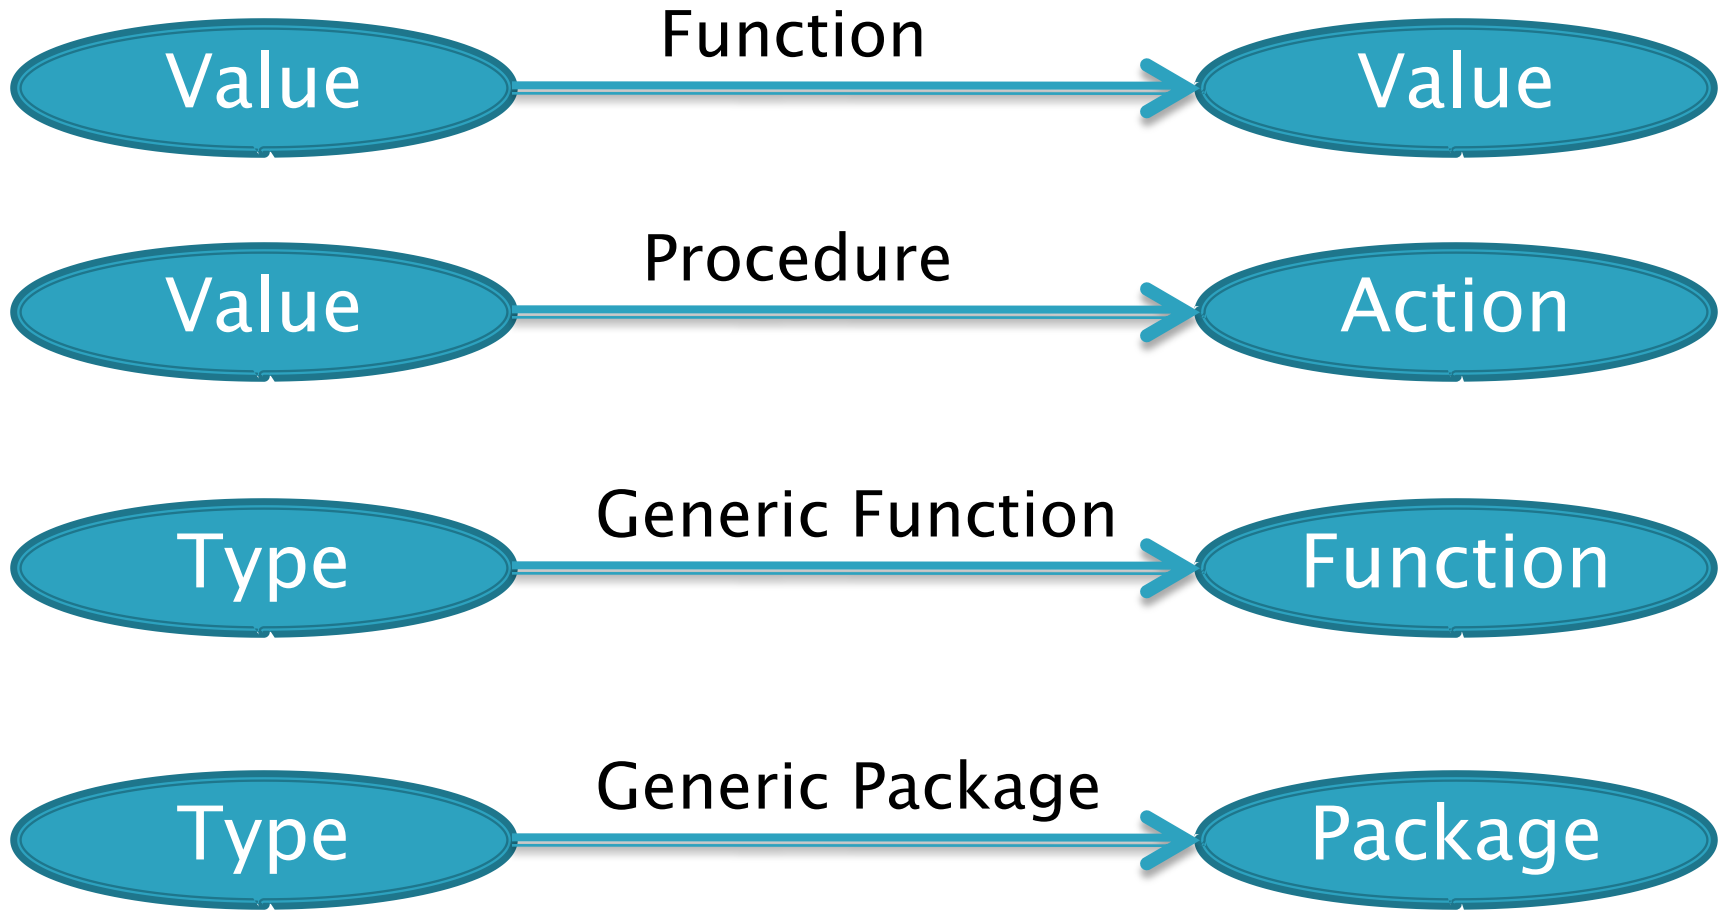 Function
Value
Value
Procedure
Value
Action
Generic Function
Type
Function
Generic Package
Type
Package